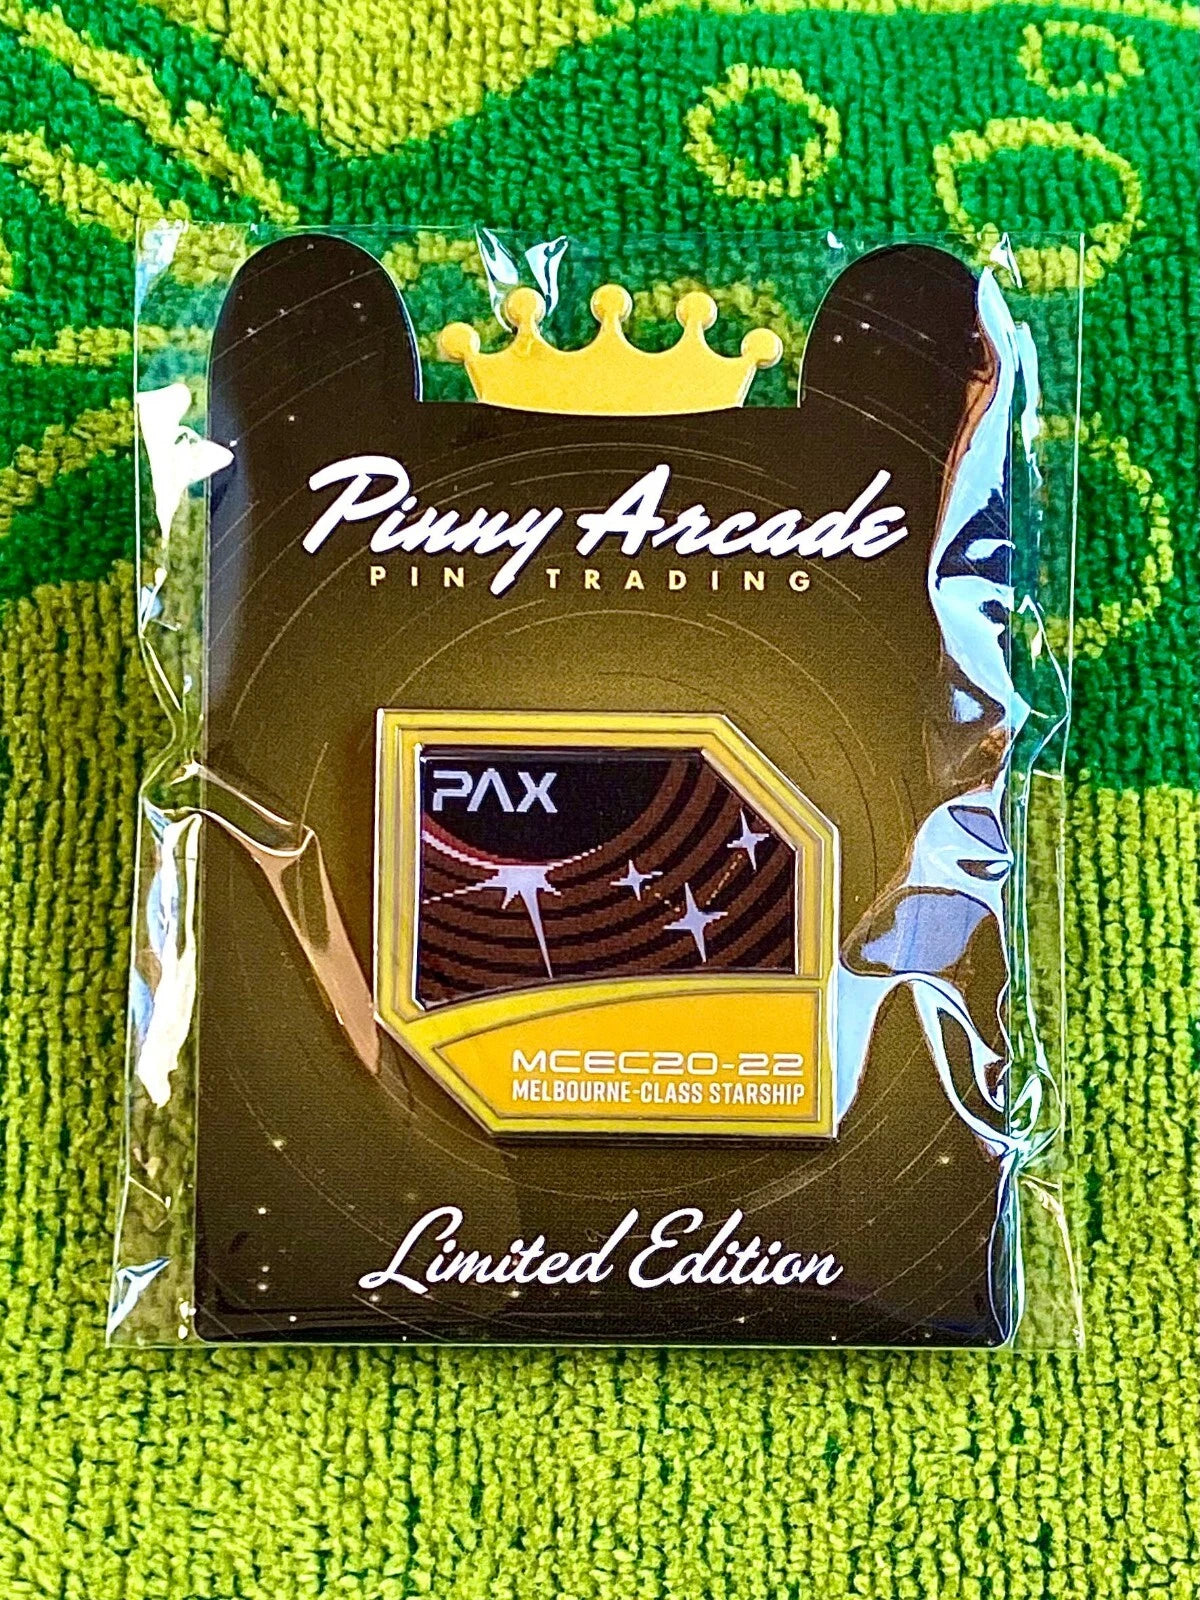 Pinny Arcade
PIN TRADING
PAX
MCEC20-22
MELBOURNE-CLASS STARSHIP
Limited Edition